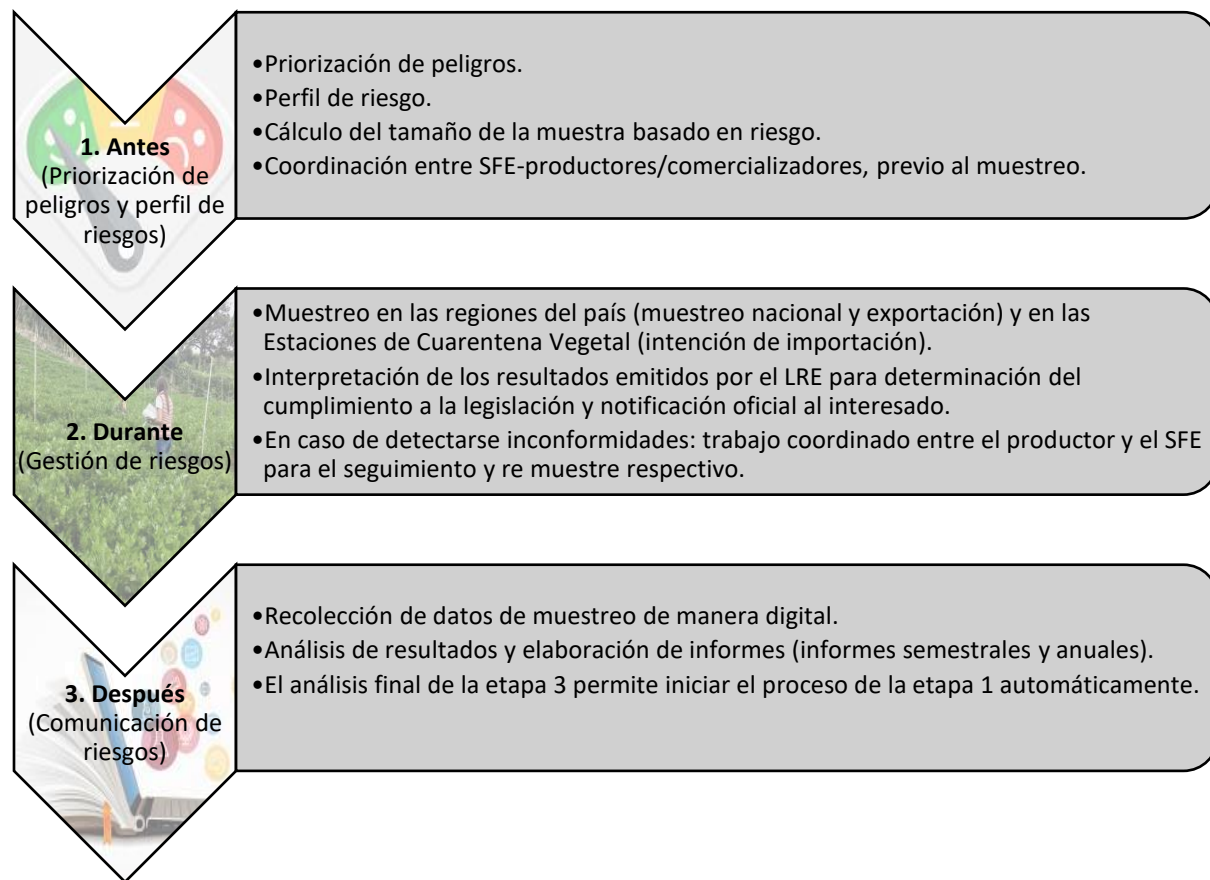 1. Antes
(Priorización de
peligros y perfil de
riesgos)
•Priorización de peligros.
•Perfil de riesgo.
•Cálculo del tamaño de la muestra basado en riesgo.
•Coordinación entre SFE-productores/comercializadores, previo al muestreo.
2. Durante
(Gestión de riesgos)
•Muestreo en las regiones del país (muestreo nacional y exportación) y en las
Estaciones de Cuarentena Vegetal (intención de importación).
•Interpretación de los resultados emitidos por el LRE para determinación del
cumplimiento a la legislación y notificación oficial al interesado.
•En caso de detectarse inconformidades: trabajo coordinado entre el productor y el SFE
para el seguimiento y re muestre respectivo.
3. Después
(Comunicación de
riesgos)
•Recolección de datos de muestreo de manera digital.
•Análisis de resultados y elaboración de informes (informes semestrales y anuales).
•El análisis final de la etapa 3 permite iniciar el proceso de la etapa 1 automáticamente.